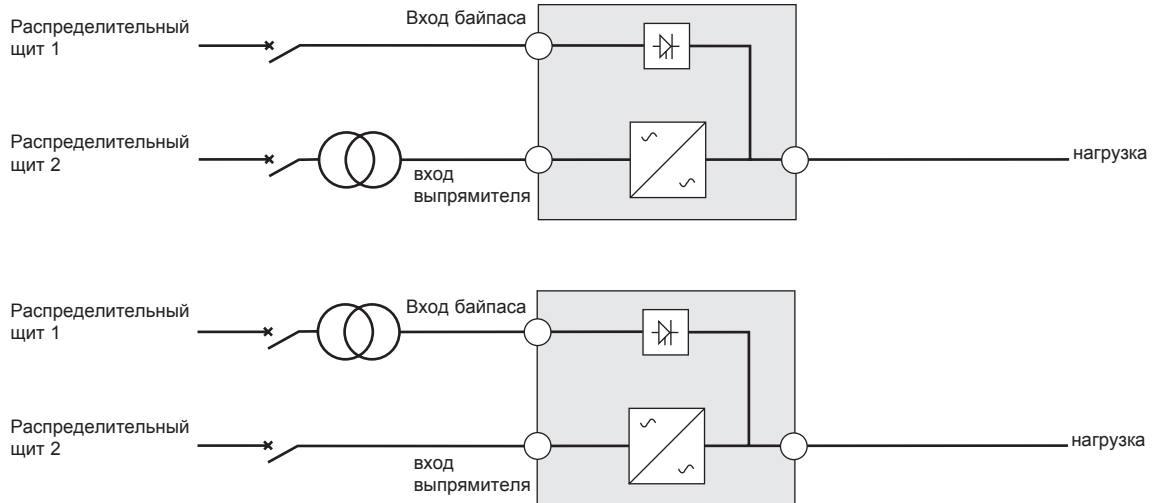 Распределительный
щит 1
Вход байпаса
Распределительный
щит 2
вход
выпрямителя
нагрузка
Распределительный
щит 1
Вход байпаса
Распределительный
щит 2
вход
выпрямителя
нагрузка